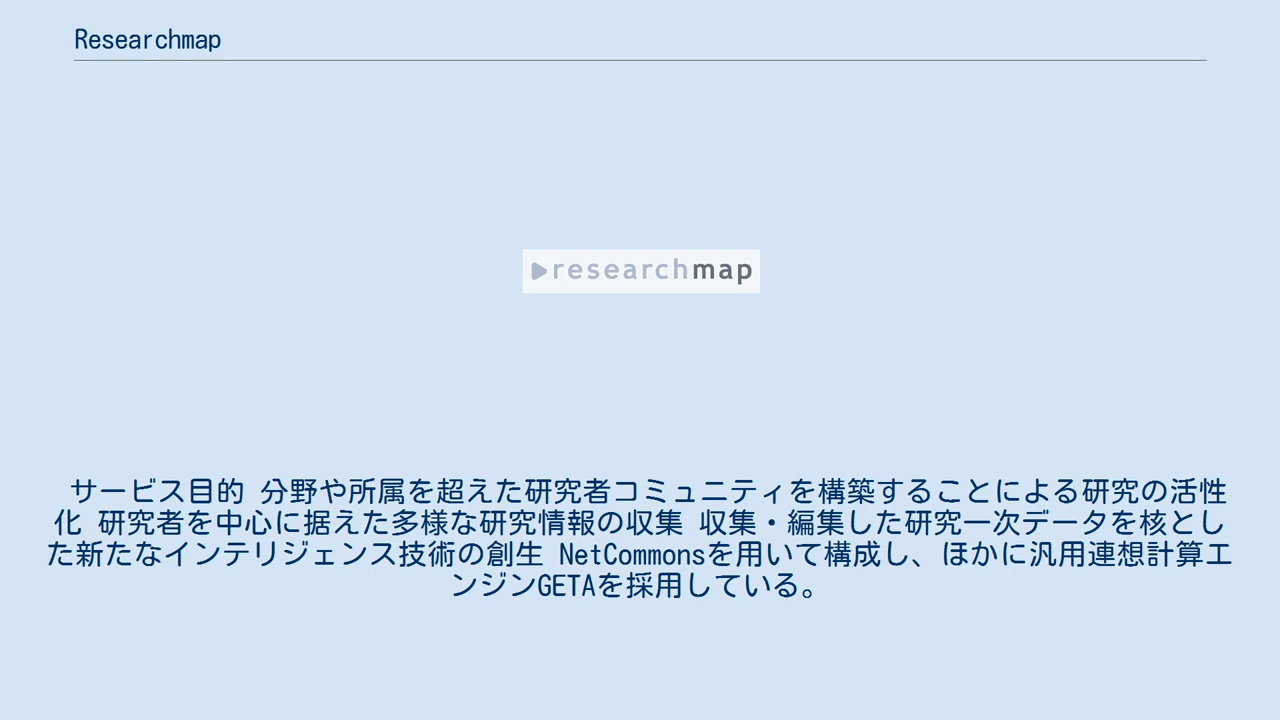 Researchmap
researchmap
サービス目的 分野や所属を超えた研究者コミュニティを構築することによる研究の活性
化 研究者を中心に据えた多様な研究情報の収集 収集・編集した研究一次データを核とし
た新たなインテリジェンス技術の創生 NetCommonsを用いて構成し、ほかに汎用連想計算エ
ンジンGETAを採用している。